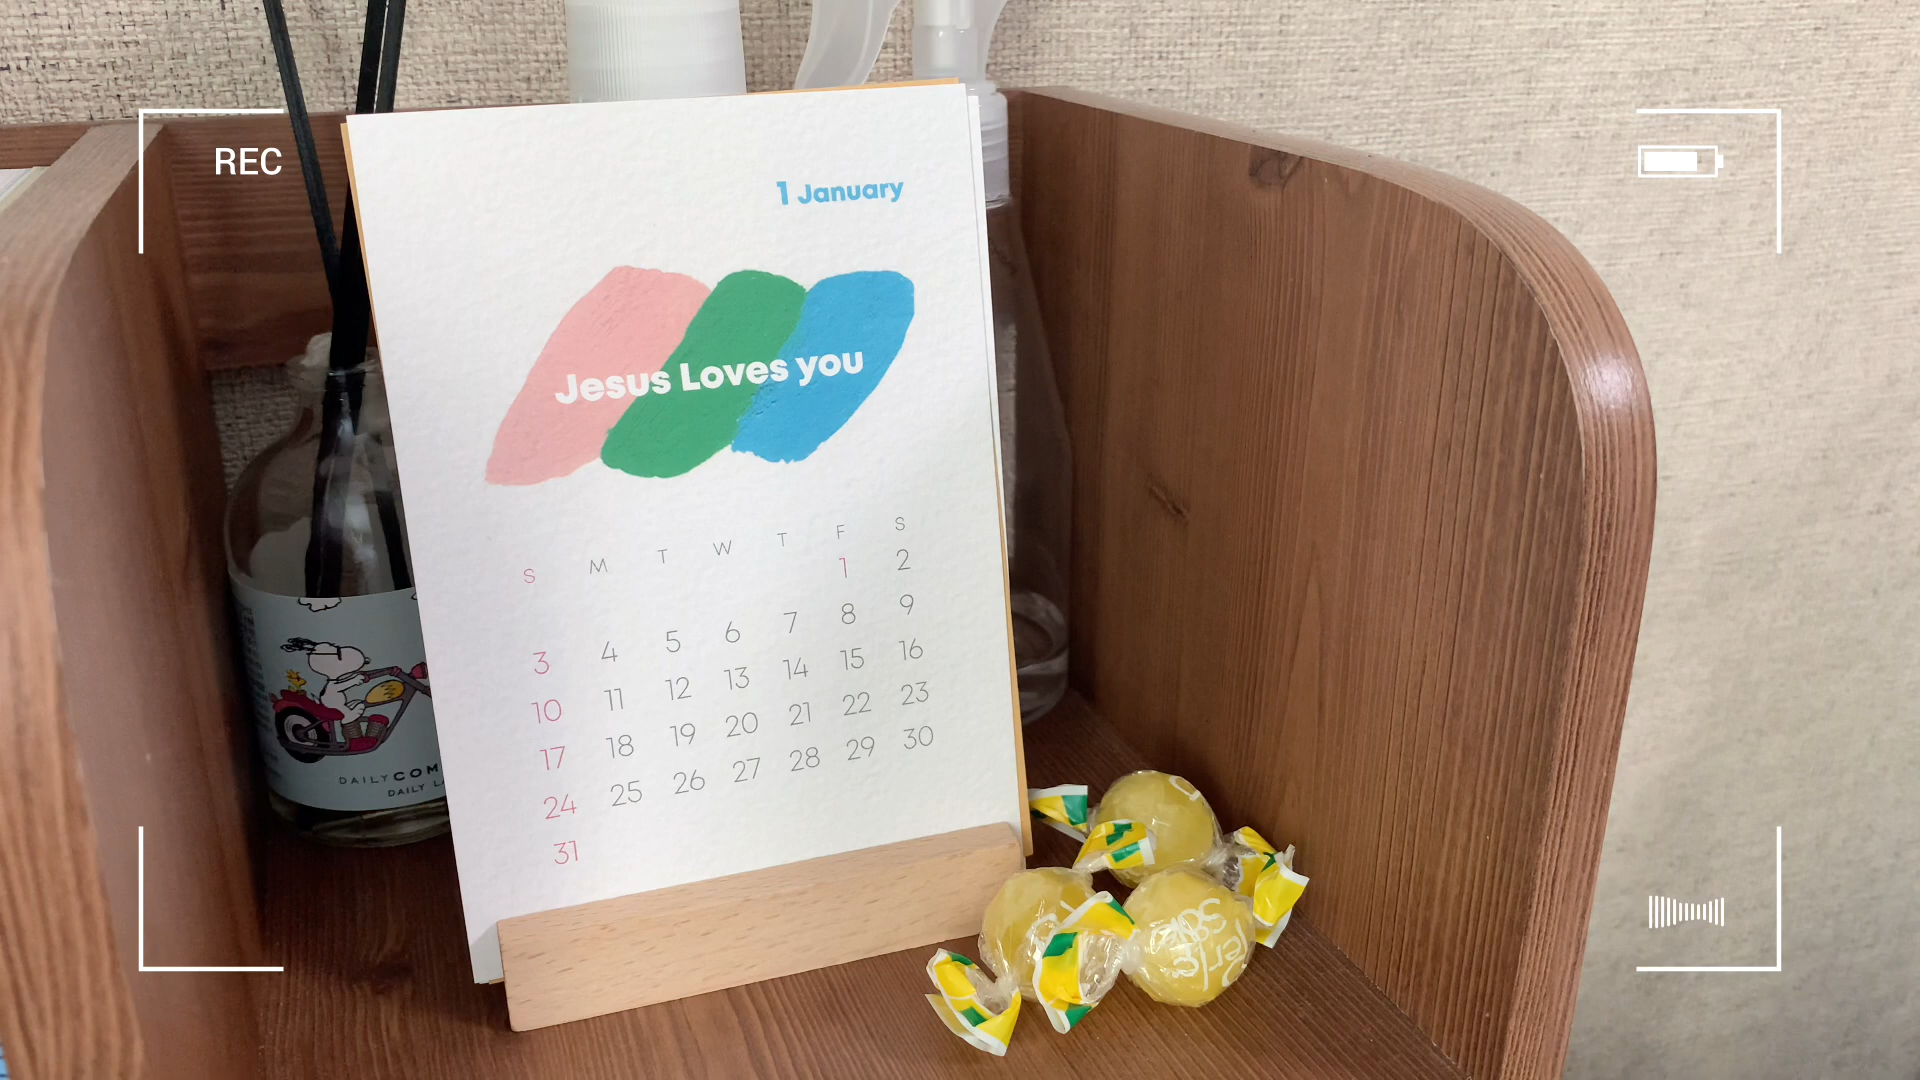 REC
1 January
Jesus Loves you
S M T W T F S
1 2
3 4 5 6 7 8 9
10 11 12 13 14 15 16
17 18 19 20 21 22 23
24 25 26 27 28 29 30
31
DAILY COM
DAILY LA